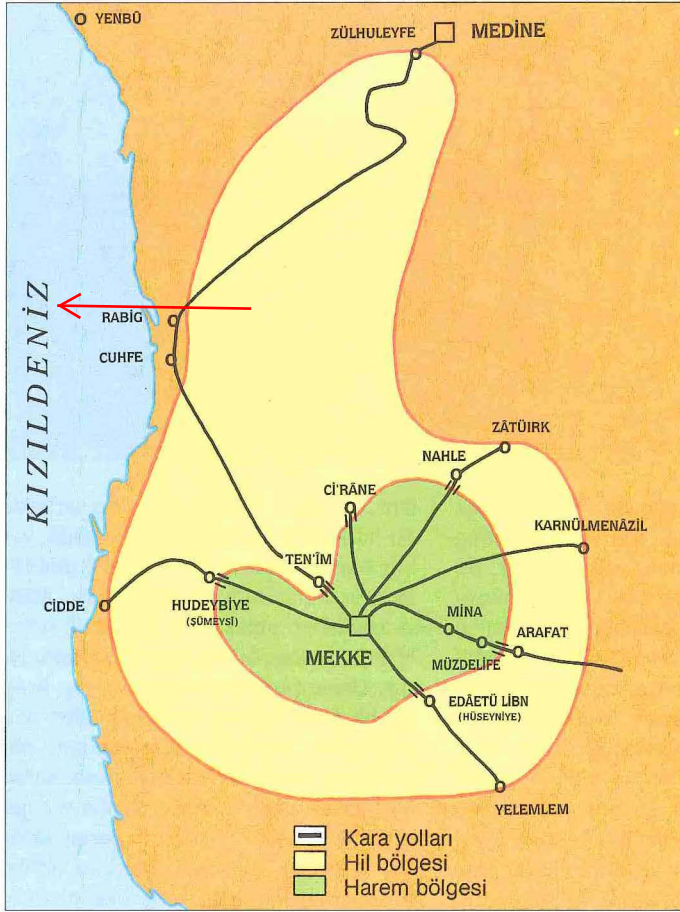 YENBÛ
ZÜLHULEYFE
MEDİNE
KIZILDENİZ
RABİG
CUHFE
ZÂTÜIRK
NAHLE
Cİ'RÂNE
KARNÜLMENÂZİL
TEN'ÎM
CİDDE
HUDEYBİYE
(ŞÜMEYSİ)
MİNA
ARAFAT
MEKKE
MÜZDELİFE
EDÂETÜ LİBN
(HÜSEYNİYE)
YELEMLEM
Kara yolları
Hil bölgesi
Harem bölgesi